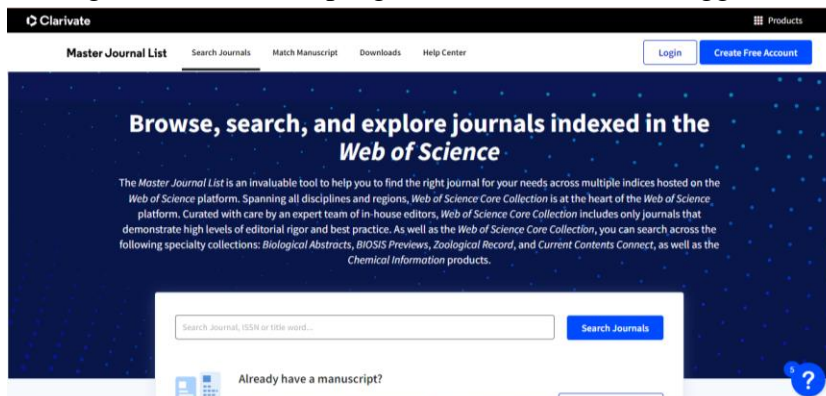 Clarivate
Products
Master Journal List
Search Journals
Match Manuscript
Downloads
Help Center
Login
Create Free Account
Browse, search, and explore journals indexed in the
Web of Science
The Master Journal List is an invaluable tool to help you to find the right journal for your needs across multiple indices hosted on the
Web of Science platform. Spanning all disciplines and regions, Web of Science Core Collection is at the heart of the Web of Science
platform. Curated with care by an expert team of in-house editors, Web of Science Core Collection includes only journals that
demonstrate high levels of editorial rigor and best practice. As well as the Web of Science Core Collection, you can search across the
following specialty collections: Biological Abstracts, BIOSIS Previews, Zoological Record, and Current Contents Connect, as well as the
Chemical Information products.
Search Journal, ISSN or title word...
Search Journals
Already have a manuscript?
5
?